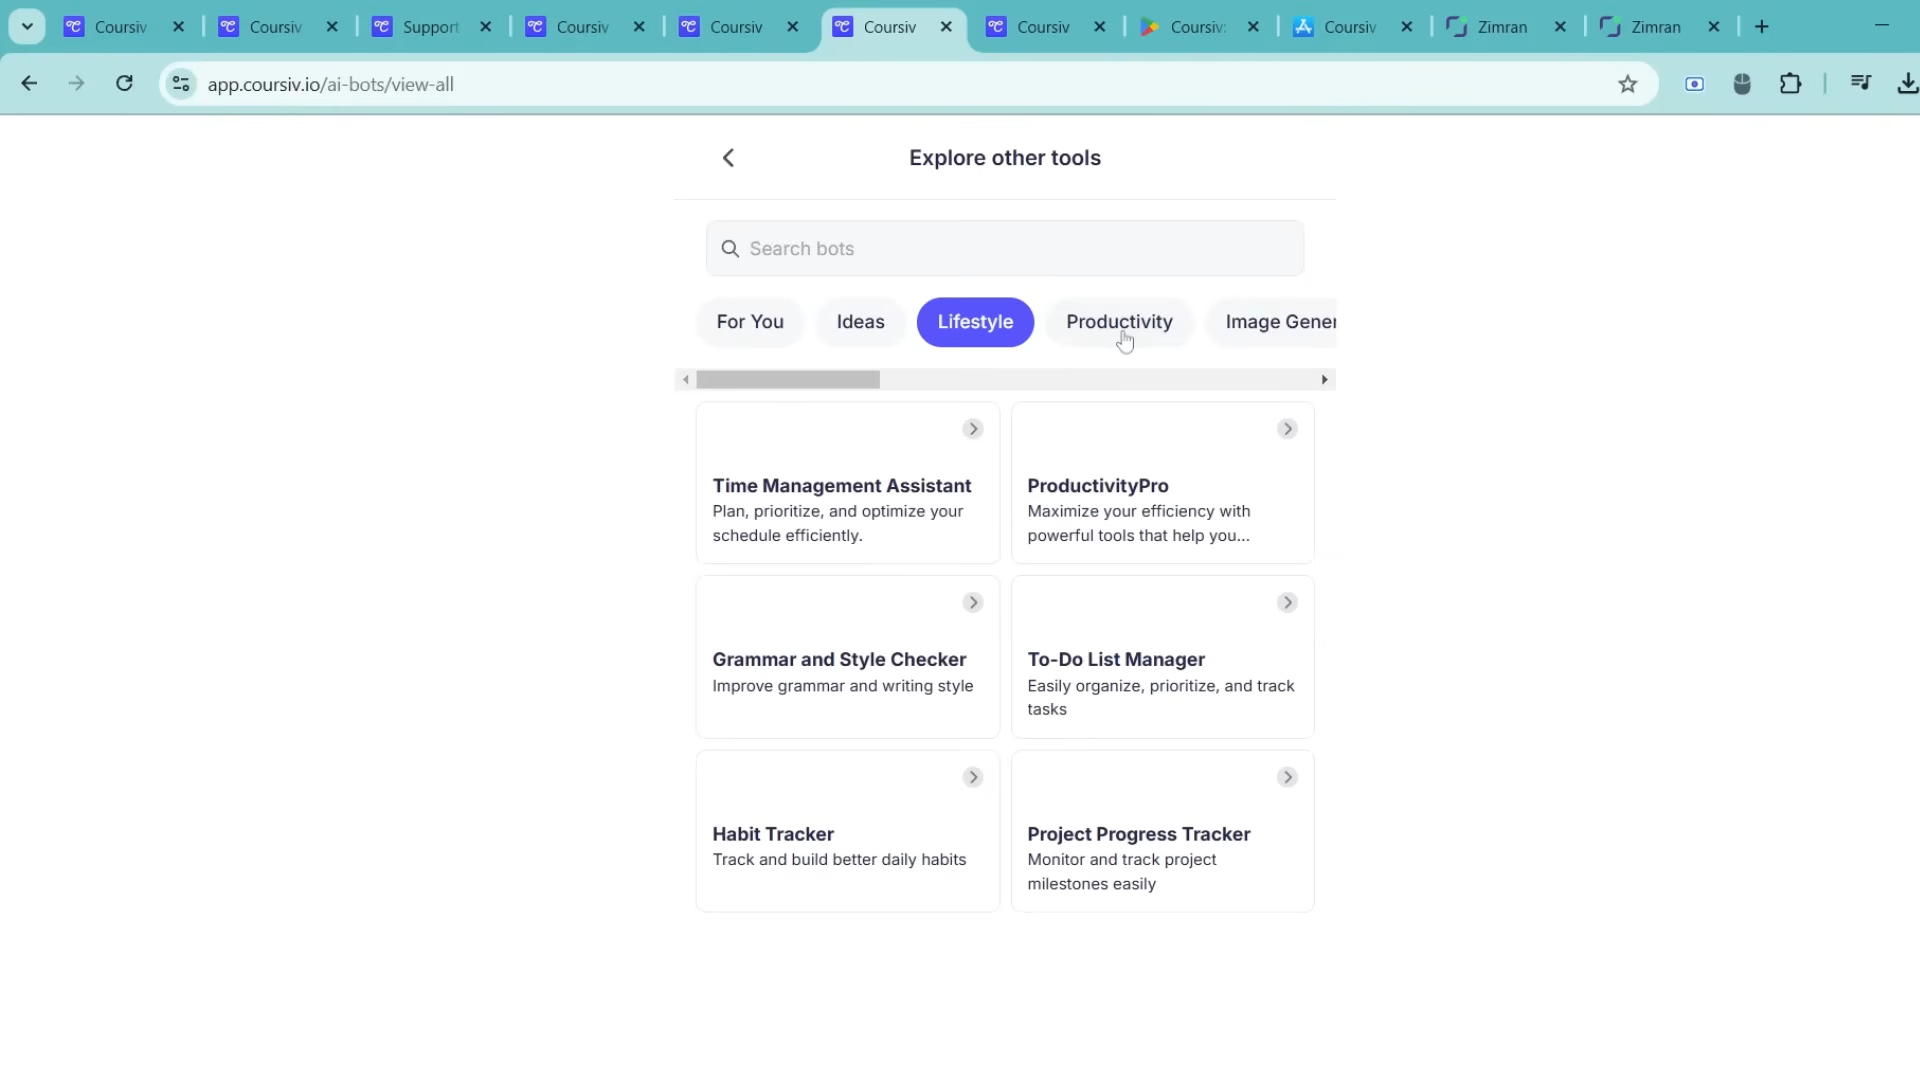 Coursiv
Coursiv
Support
Coursiv
Coursiv
Coursiv
Coursiv
Coursiv:
Coursiv
Zimran
Zimran
app.coursiv.io/ai-bots/view-all
Explore other tools
Search bots
For You
Ideas
Lifestyle
Productivity
Image Gener
Time Management Assistant
Plan, prioritize, and optimize your
schedule efficiently.
ProductivityPro
Maximize your efficiency with
powerful tools that help you...
Grammar and Style Checker
Improve grammar and writing style
To-Do List Manager
Easily organize, prioritize, and track
tasks
Habit Tracker
Track and build better daily habits
Project Progress Tracker
Monitor and track project
milestones easily